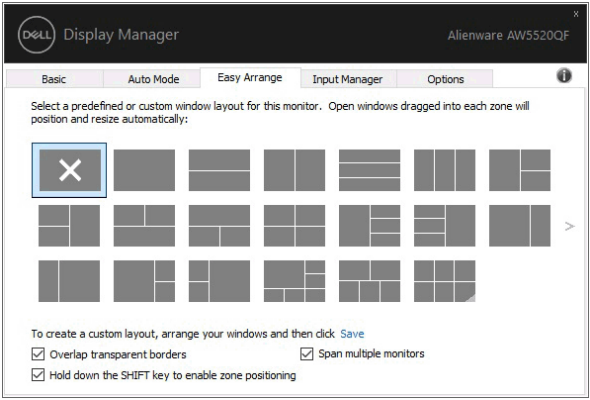 DELL Display Manager
Alienware AW5520QF
x
Basic
Auto Mode
Easy Arrange
Input Manager
Options
i
Select a predefined or custom window layout for this monitor. Open windows dragged into each zone will
position and resize automatically:
>
To create a custom layout, arrange your windows and then click Save
Overlap transparent borders
Span multiple monitors
Hold down the SHIFT key to enable zone positioning